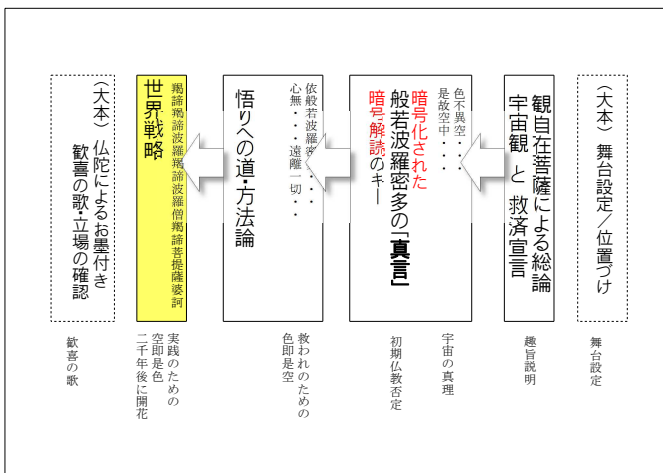 （大本）舞台設定／位置づけ
観自在菩薩による総論
宇宙観 と 救済宣言
色不異空・・・
是故空中・・・
暗号化された
般若波羅密多の「真言」
暗号解読のキー
依般若波羅密・・・
心無・・・遠離一切・・
悟りへの道・方法論
羯諦羯諦波羅羯諦波羅僧羯諦菩提薩婆訶
世界戦略
（大本）仏陀によるお墨付き
歓喜の歌・立場の確認
舞台設定
趣旨説明
宇宙の真理
初期仏教否定
救われのための
色即是空
実践のための
空即是色
二千年後に開花
歓喜の歌